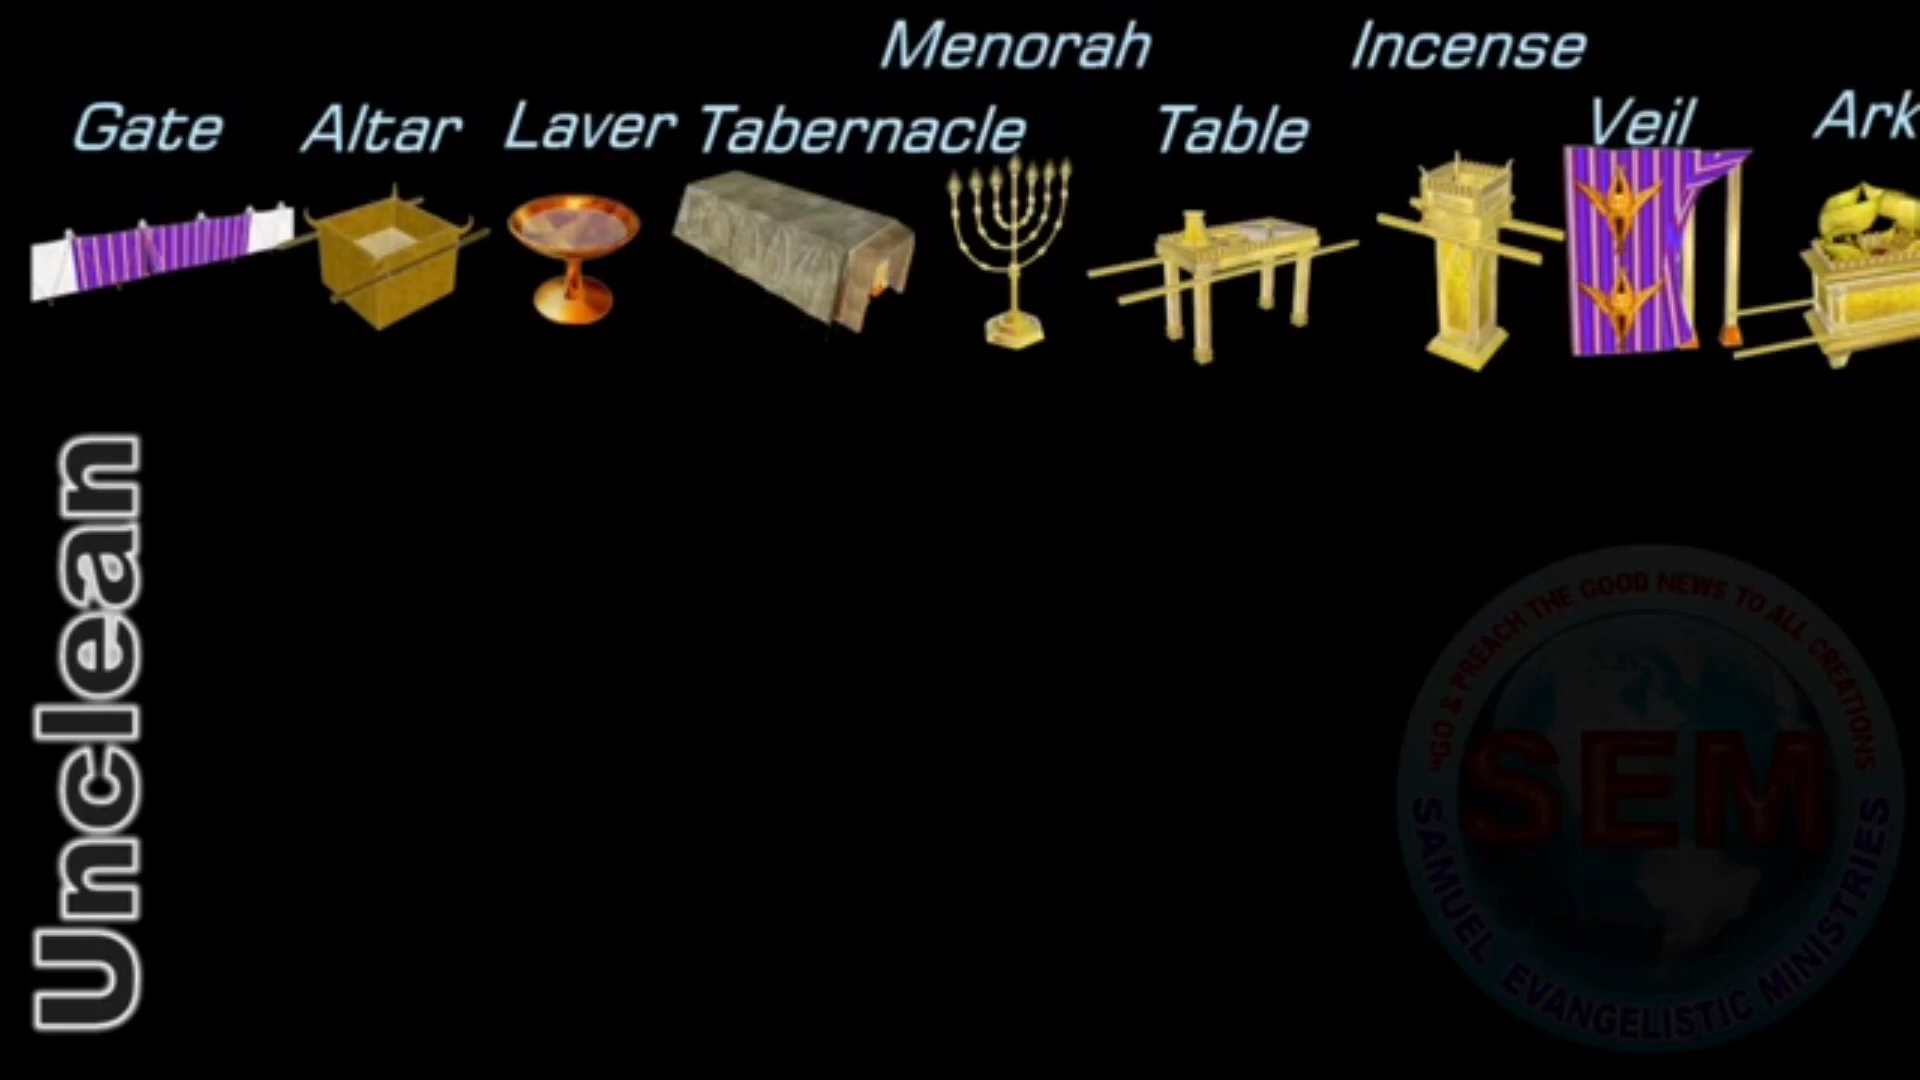 Menorah Incense
Gate Altar Laver Tabernacle Table Veil Ark
Unclean
"GO & PREACH THE GOOD NEWS TO ALL CREATIONS
SEM
SAMUEL EVANGELISTIC MINISTRIES